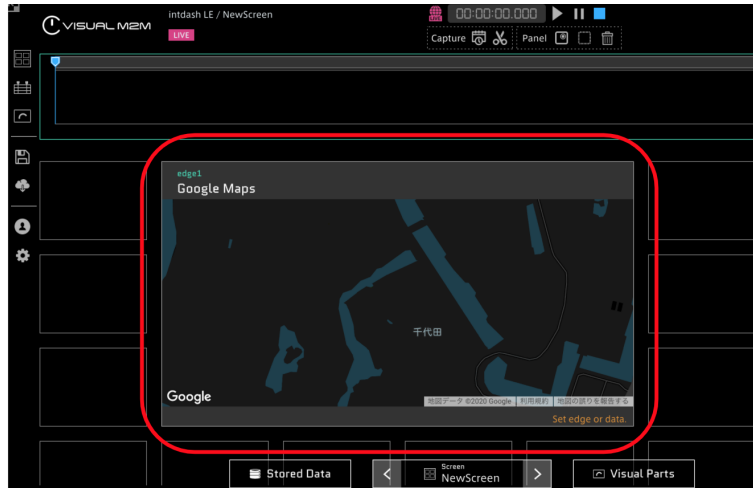 VISUAL M2M
intdash LE / NewScreen
LIVE
LIVE
00:00:00.000
Capture
Panel
edge1
Google Maps
千代田
Google
地図データ ©2020 Google
利用規約
地図の誤りを報告する
Set edge or data.
Stored Data
Screen
NewScreen
Visual Parts